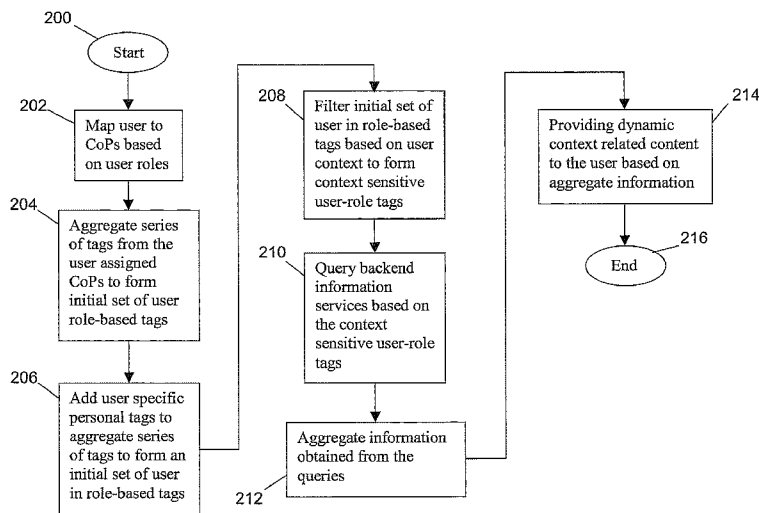 200
Start
202
Map user to
CoPs based
on user roles
204
Aggregate series
of tags from the
user assigned
CoPs to form
initial set of user
role-based tags
206
Add user specific
personal tags to
aggregate series
of tags to form an
initial set of user
in role-based tags
208
Filter initial set of
user in role-based
tags based on user
context to form
context sensitive
user-role tags
210
Query backend
information
services based on
the context
sensitive user-role
tags
Aggregate information
obtained from the
queries
212
214
Providing dynamic
context related content
to the user based on
aggregate information
216
End